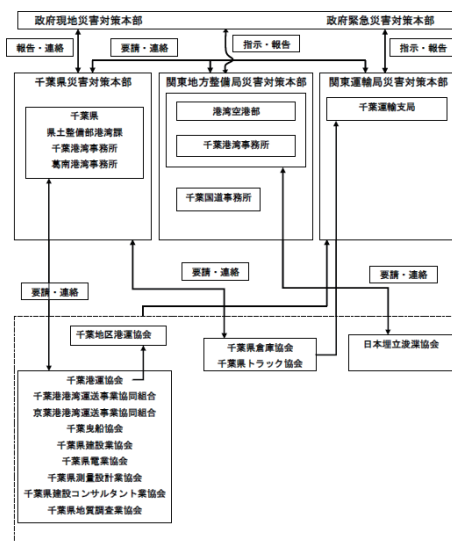 政府現地災害対策本部
政府緊急災害対策本部
報告・連絡
要請・連絡
指示・報告
指示・報告
千葉県災害対策本部
関東地方整備局災害対策本部
関東運輸局災害対策本部
千葉県
県土整備部港湾課
千葉港湾事務所
葛南港湾事務所
港湾空港部
千葉港湾事務所
千葉国道事務所
千葉運輸支局
要請・連絡
要請・連絡
要請・連絡
千葉地区港運協会
千葉県倉庫協会
千葉県トラック協会
日本埋立浚渫協会
千葉港運協会
千葉港港湾運送事業協同組合
京葉港港湾運送事業協同組合
千葉曳船協会
千葉県建設業協会
千葉県電業協会
千葉県測量設計業協会
千葉県建設コンサルタント業協会
千葉県地質調査業協会